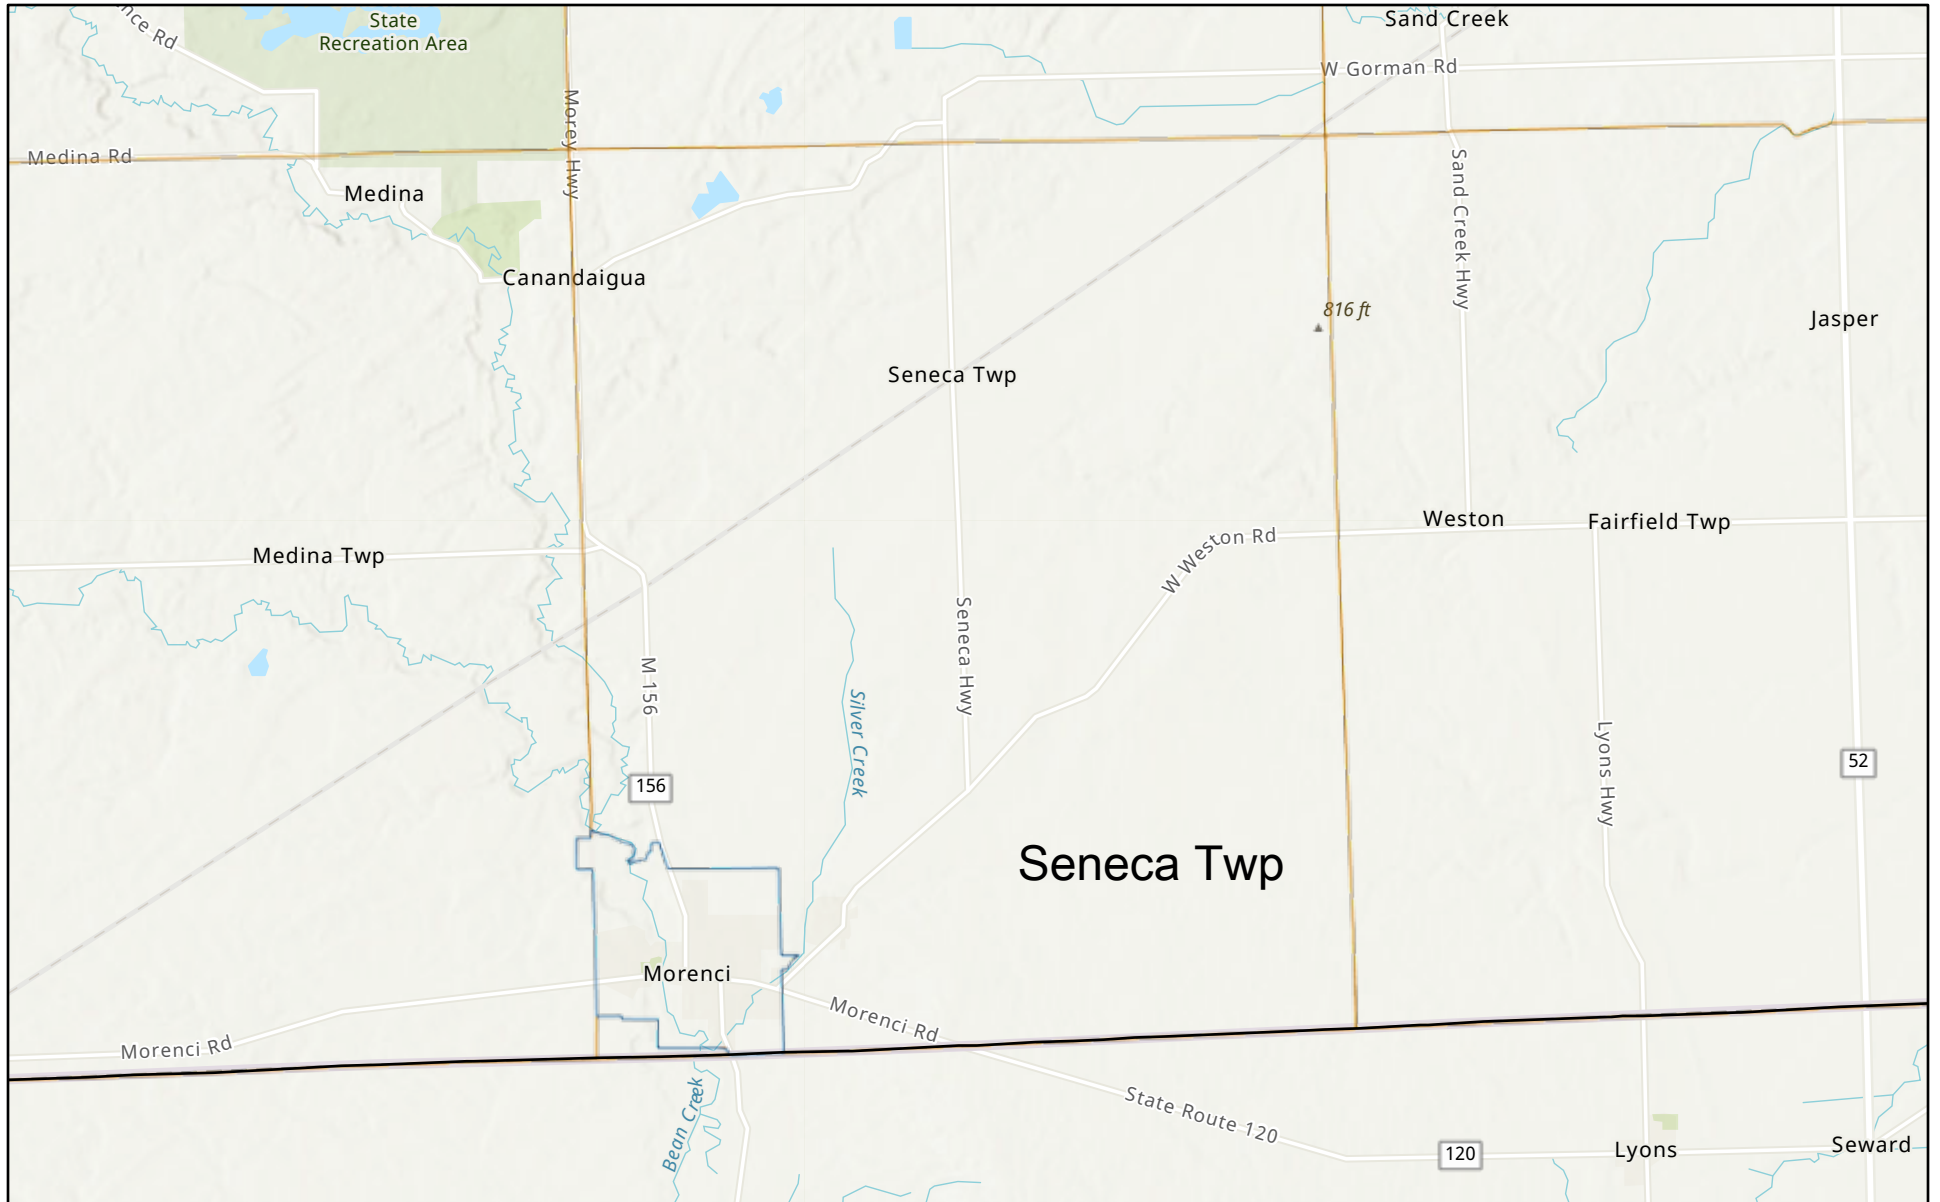 State
Recreation Area
Sand Creek
nce Rd
W Gorman Rd
Morey Hwy
Medina Rd
Medina
Sand Creek Hwy
Canandaigua
816 ft
Jasper
Seneca Twp
Weston
Fairfield Twp
W Weston Rd
Medina Twp
Seneca Hwy
M 156
Silver Creek
Lyons Hwy
52
156
Seneca Twp
Morenci
Morenci Rd
Morenci Rd
Bean Creek
State Route 120
120
Lyons
Seward